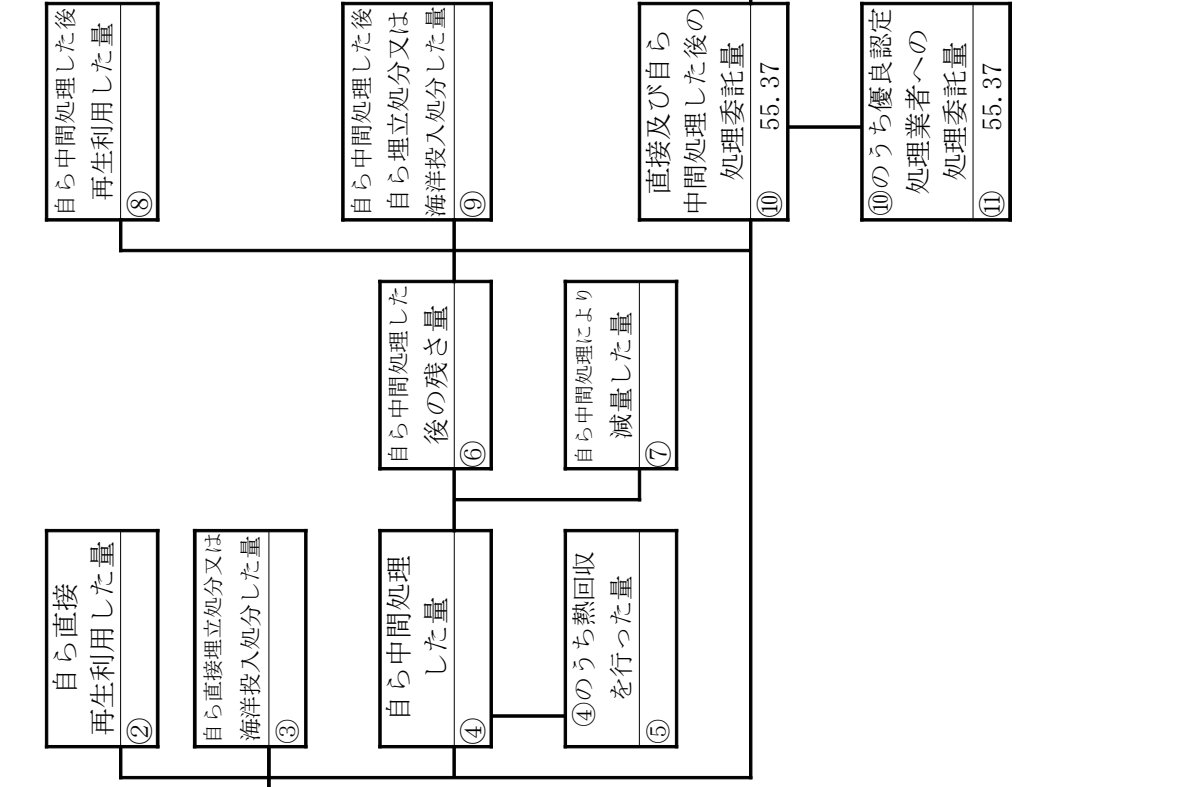 自ら直接
再生利用した量
②
自ら直接埋立処分又は
海洋投入処分した量
③
自ら中間処理
した量
④
④のうち熱回収
を行った量
⑤
自ら中間処理した
後の残さ量
⑥
自ら中間処理により
減量した量
⑦
自ら中間処理した後
再生利用した量
⑧
自ら中間処理した後
自ら埋立処分又は
海洋投入処分した量
⑨
直接及び自ら
中間処理した後の
処理委託量
⑩ 55.37
⑩のうち優良認定
処理業者への
処理委託量
⑪ 55.37